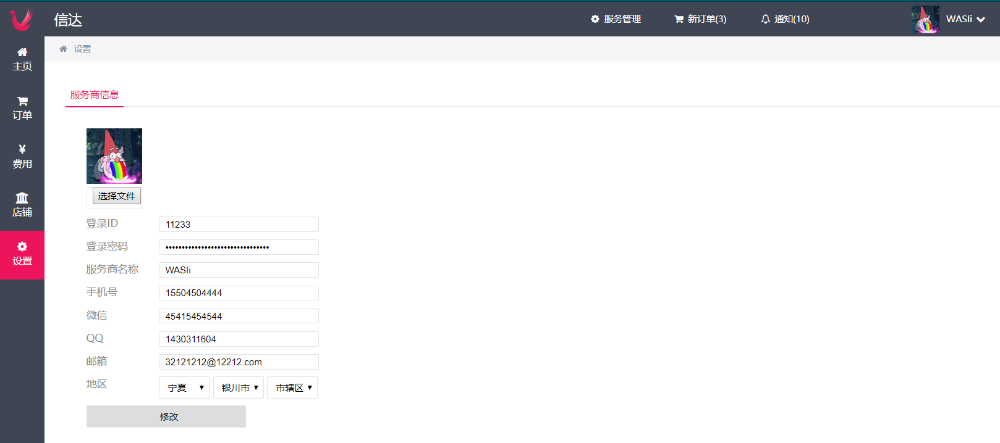 信达
服务管理
新订单(3)
通知(10)
WASli
主页
订单
¥
费用
店铺
设置
设置
服务商信息
选择文件
登录ID 11233
登录密码 ••••••••••••••••••••••••••••••••
服务商名称 WASli
手机号 15504504444
微信 45415454544
QQ 1430311604
邮箱 32121212@12212.com
地区 宁夏 银川市 市辖区
修改